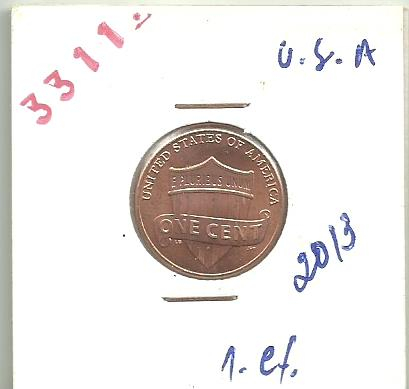 3311.-
U.S.A
UNITED STATES OF AMERICA
E PLURIBUS UNUM
ONE CENT
2013
1. ct.